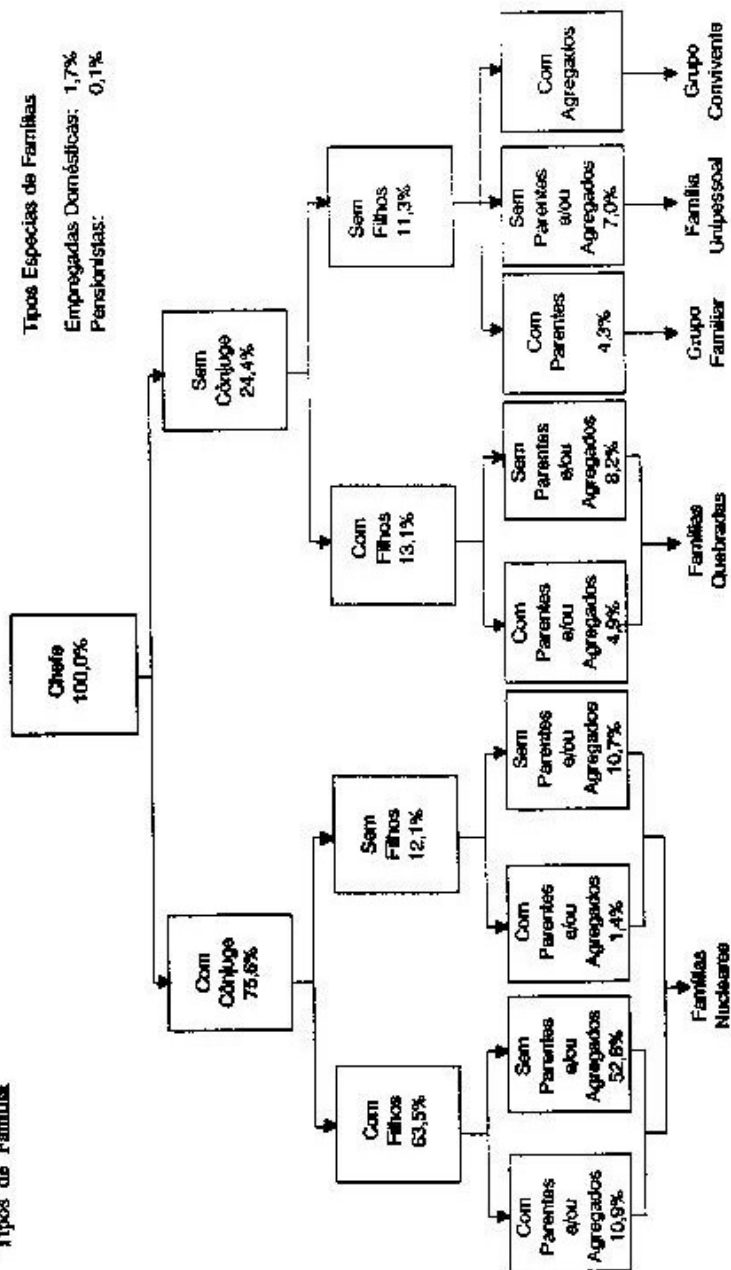 Tipos de Família
Tipos Especias de Famílias
Empregadas Domésticas: 1,7%
Pensionistas: 0,1%
Chefe
100,0%
Com
Cônjuge
75,6%
Sem
Cônjuge
24,4%
Com
Filhos
63,5%
Sem
Filhos
12,1%
Com
Filhos
13,1%
Sem
Filhos
11,3%
Com
Parentes
e/ou
Agregados
10,9%
Sem
Parentes
e/ou
Agregados
52,6%
Com
Parentes
e/ou
Agregados
1,4%
Sem
Parentes
e/ou
Agregados
10,7%
Com
Parentes
e/ou
Agregados
4,9%
Sem
Parentes
e/ou
Agregados
8,2%
Com
Parentes
4,3%
Sem
Parentes
e/ou
Agregados
7,0%
Com
Agregados
Famílias
Nucleares
Famílias
Quebradas
Grupo
Familiar
Família
Unipessoal
Grupo
Convivente